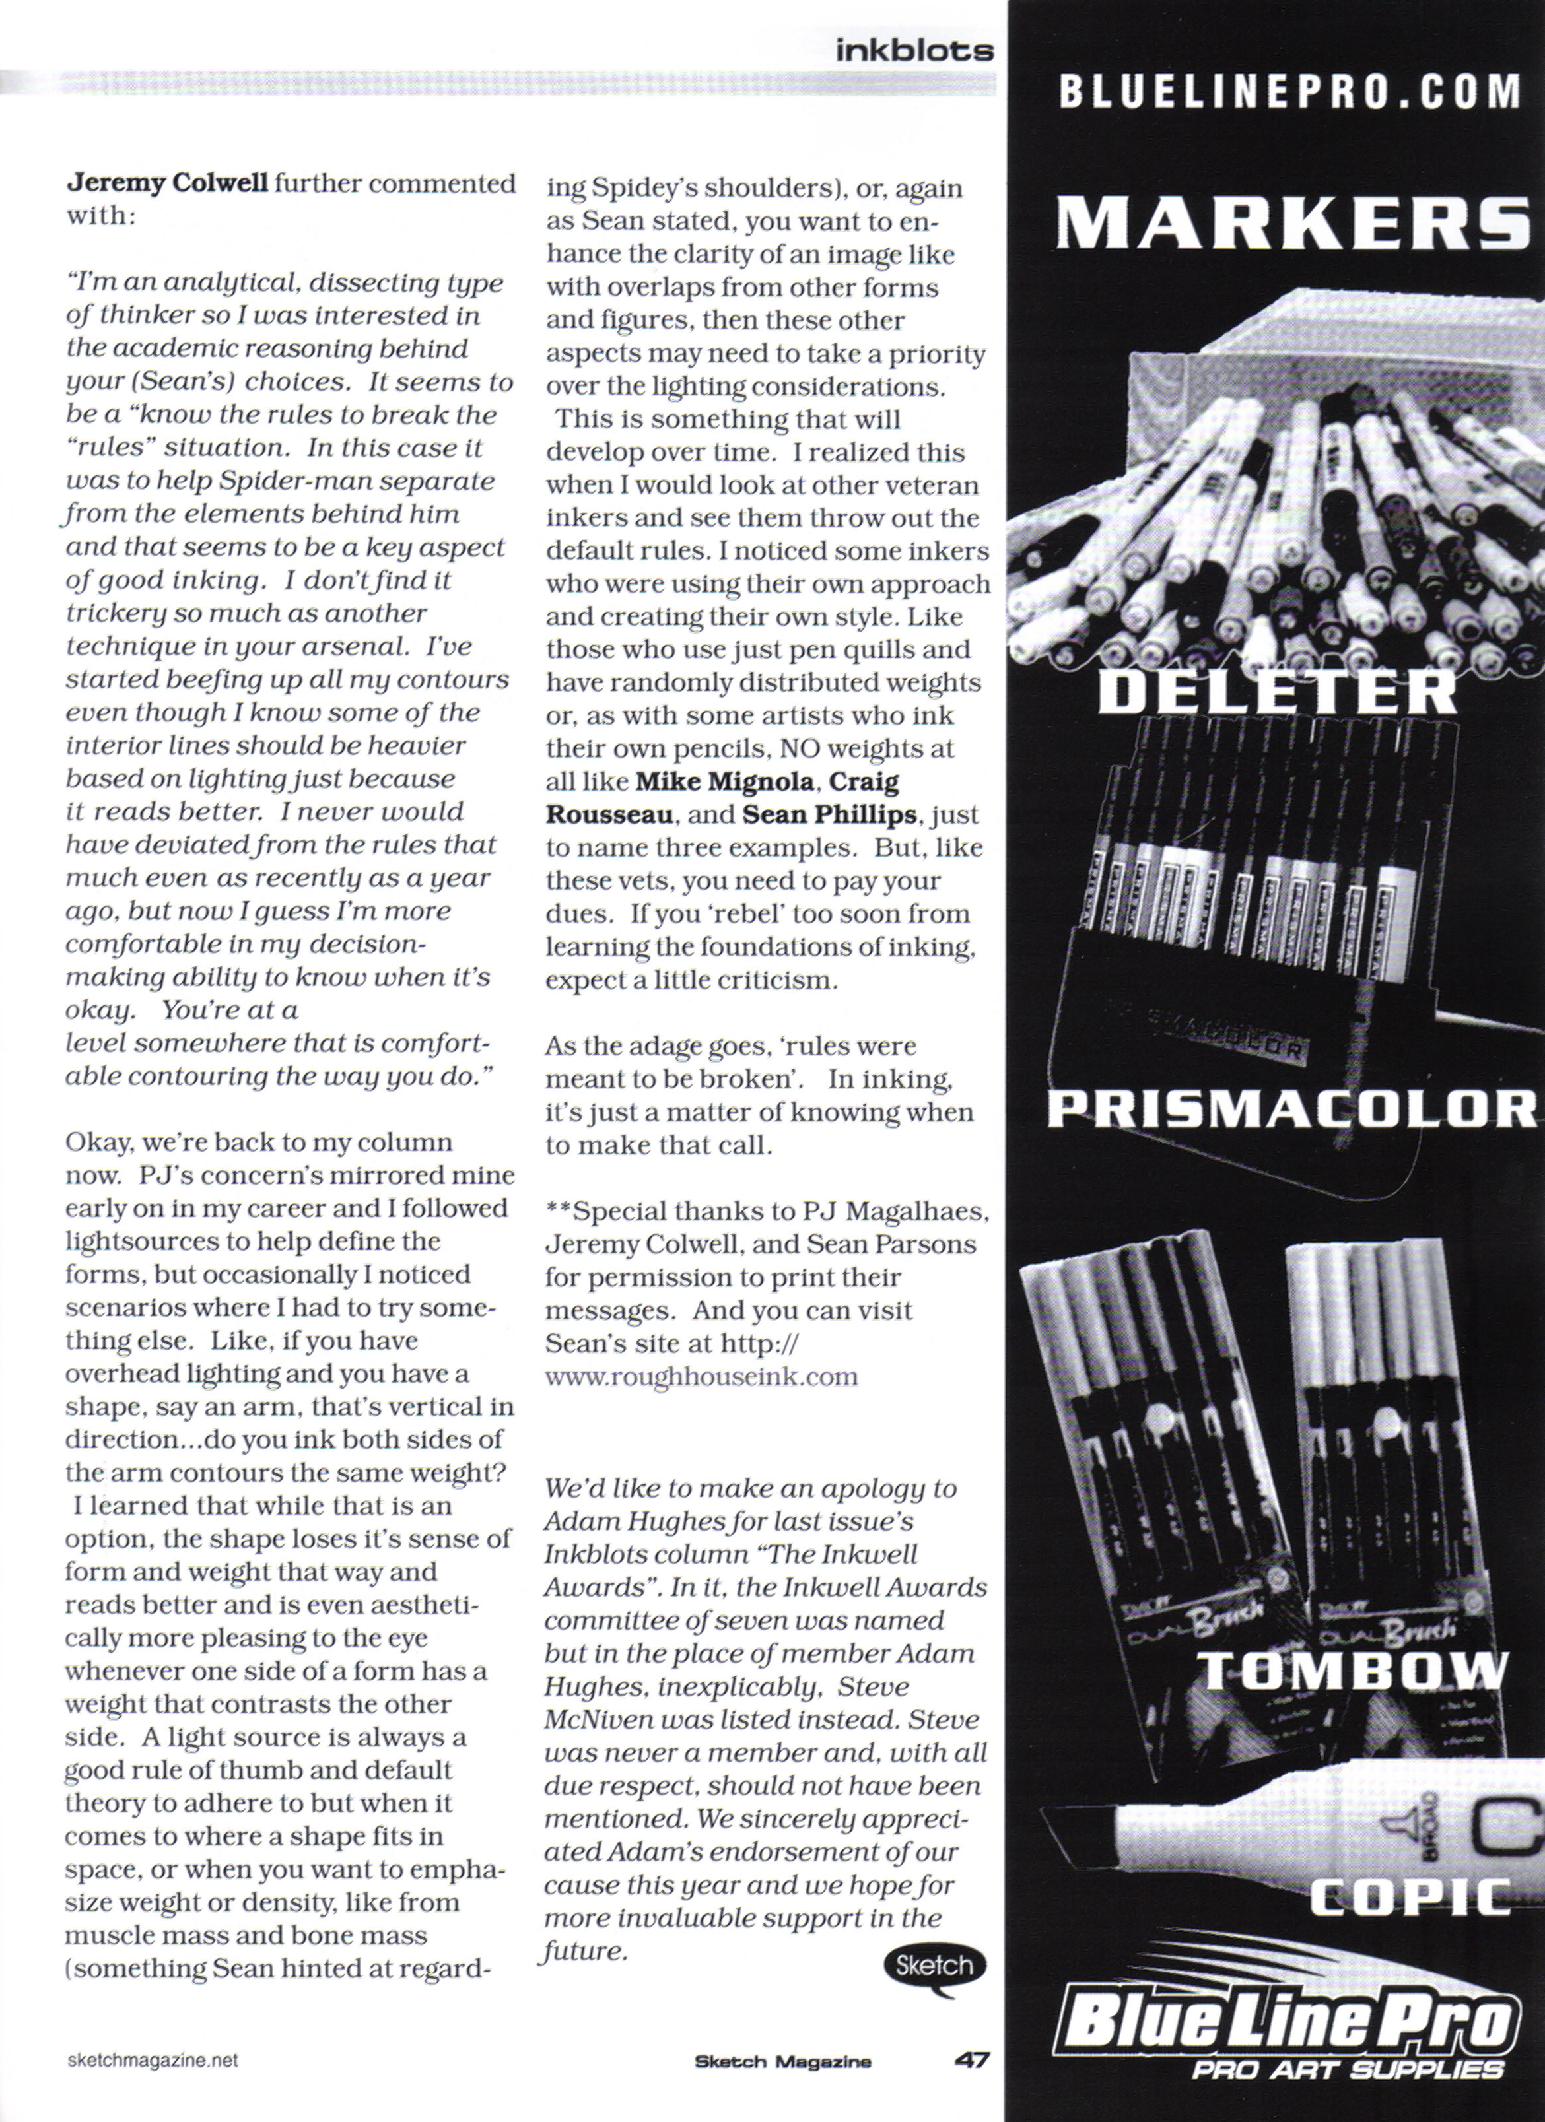 inkblots
Jeremy Colwell further commented
with:
“I'm an analytical, dissecting type
of thinker so I was interested in
the academic reasoning behind
your (Sean's) choices. It seems to
be a “know the rules to break the
“rules” situation. In this case it
was to help Spider-man separate
from the elements behind him
and that seems to be a key aspect
of good inking. I don't find it
trickery so much as another
technique in your arsenal. I've
started beefing up all my contours
even though I know some of the
interior lines should be heavier
based on lighting just because
it reads better. I never would
have deviated from the rules that
much even as recently as a year
ago, but now I guess I'm more
comfortable in my decision-
making ability to know when it's
okay. You're at a
level somewhere that is comfort-
able contouring the way you do.”
Okay, we're back to my column
now. PJ's concern's mirrored mine
early on in my career and I followed
lightsources to help define the
forms, but occasionally I noticed
scenarios where I had to try some-
thing else. Like, if you have
overhead lighting and you have a
shape, say an arm, that's vertical in
direction...do you ink both sides of
the arm contours the same weight?
I learned that while that is an
option, the shape loses it's sense of
form and weight that way and
reads better and is even aestheti-
cally more pleasing to the eye
whenever one side of a form has a
weight that contrasts the other
side. A light source is always a
good rule of thumb and default
theory to adhere to but when it
comes to where a shape fits in
space, or when you want to empha-
size weight or density, like from
muscle mass and bone mass
(something Sean hinted at regard-
ing Spidey's shoulders), or, again
as Sean stated, you want to en-
hance the clarity of an image like
with overlaps from other forms
and figures, then these other
aspects may need to take a priority
over the lighting considerations.
This is something that will
develop over time. I realized this
when I would look at other veteran
inkers and see them throw out the
default rules. I noticed some inkers
who were using their own approach
and creating their own style. Like
those who use just pen quills and
have randomly distributed weights
or, as with some artists who ink
their own pencils, NO weights at
all like Mike Mignola, Craig
Rousseau, and Sean Phillips, just
to name three examples. But, like
these vets, you need to pay your
dues. If you ‘rebel’ too soon from
learning the foundations of inking,
expect a little criticism.
As the adage goes, ‘rules were
meant to be broken’. In inking,
it's just a matter of knowing when
to make that call.
**Special thanks to PJ Magalhaes,
Jeremy Colwell, and Sean Parsons
for permission to print their
messages. And you can visit
Sean's site at http://
www.roughhouseink.com
We'd like to make an apology to
Adam Hughes for last issue's
Inkblots column “The Inkwell
Awards”. In it, the Inkwell Awards
committee of seven was named
but in the place of member Adam
Hughes, inexplicably, Steve
McNiven was listed instead. Steve
was never a member and, with all
due respect, should not have been
mentioned. We sincerely appreci-
ated Adam's endorsement of our
cause this year and we hope for
more invaluable support in the
future.
Sketch
sketchmagazine.net
Sketch Magazine 47
BLUELINEPRO.COM
MARKERS
DELETER
PRISMACOLOR
PRISMACOLOR
DUAL Brush
DUAL Brush
TOMBOW
BROAD
C
COPIC
Blue Line Pro
PRO ART SUPPLIES